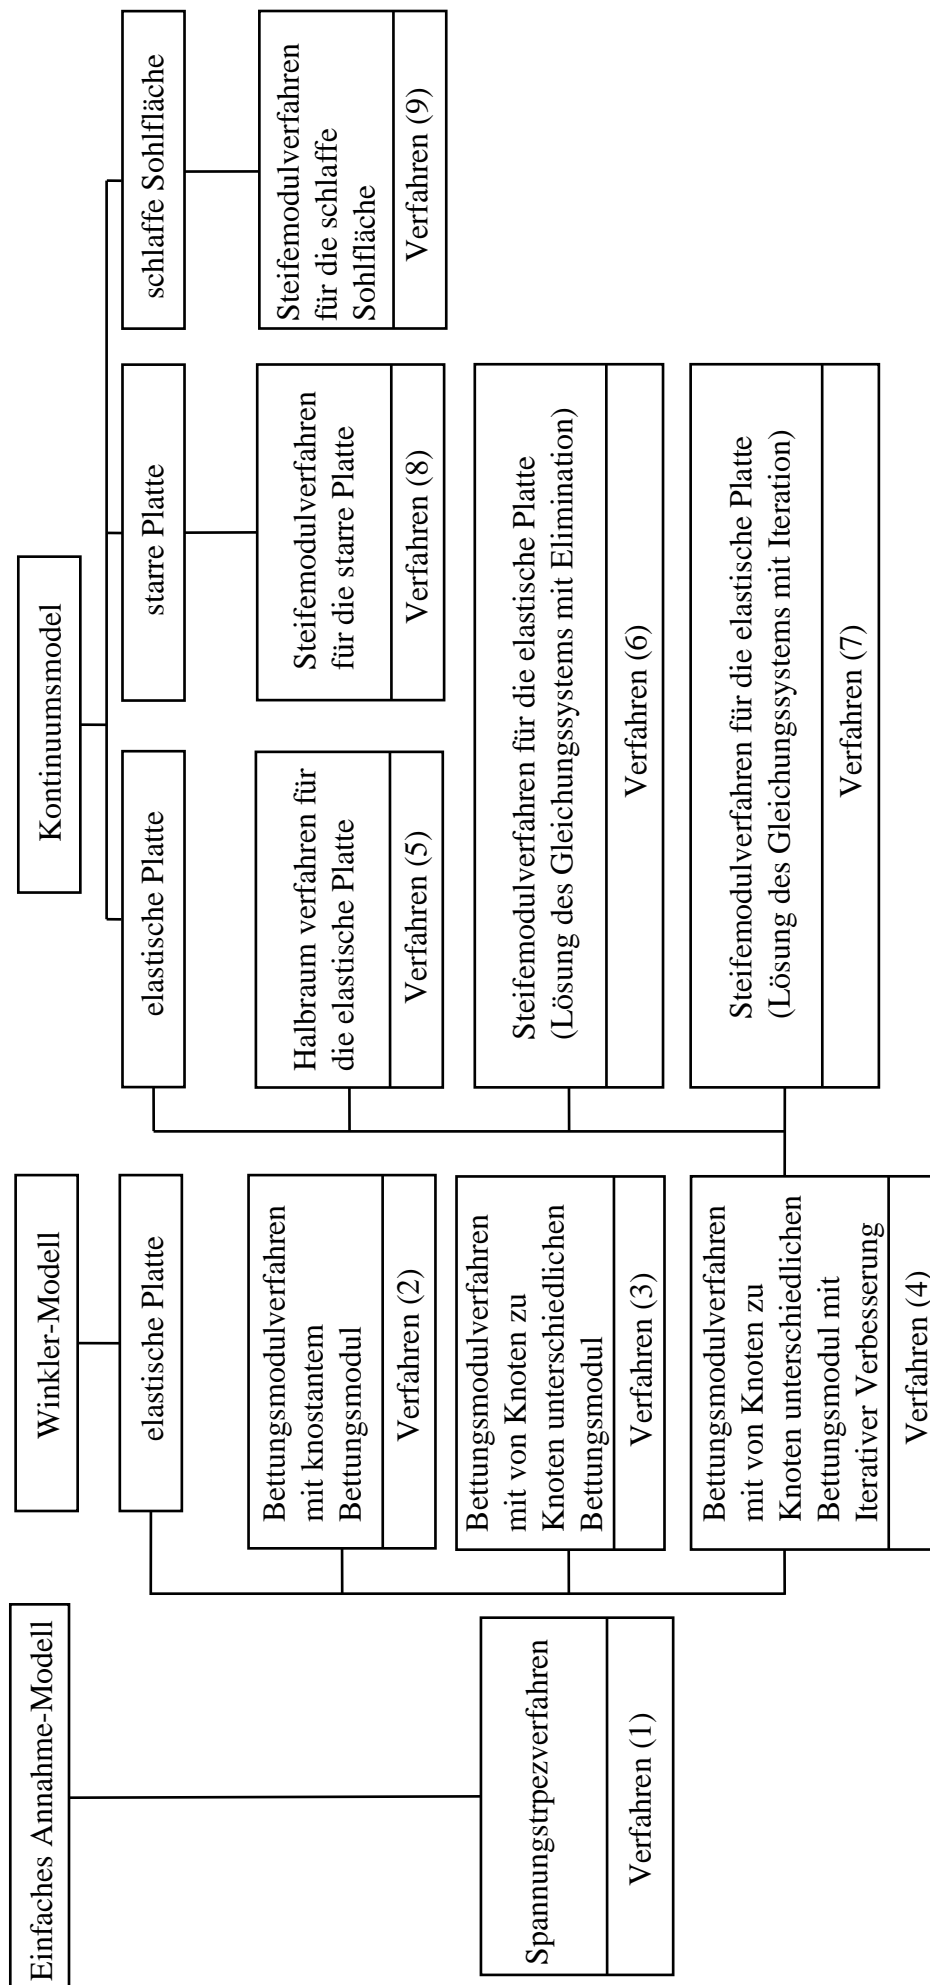 Einfaches Annahme-Modell
Spannungstrpezverfahren
Verfahren (1)
Winkler-Modell
elastische Platte
Bettungsmodulverfahren
mit knostantem
Bettungsmodul
Verfahren (2)
Bettungsmodulverfahren
mit von Knoten zu
Knoten unterschiedlichen
Bettungsmodul
Verfahren (3)
Bettungsmodulverfahren
mit von Knoten zu
Knoten unterschiedlichen
Bettungsmodul mit
Iterativer Verbesserung
Verfahren (4)
Kontinuumsmodel
elastische Platte
Halbraum verfahren für
die elastische Platte
Verfahren (5)
Steifemodulverfahren für die elastische Platte
(Lösung des Gleichungssystems mit Elimination)
Verfahren (6)
Steifemodulverfahren für die elastische Platte
(Lösung des Gleichungssystems mit Iteration)
Verfahren (7)
starre Platte
Steifemodulverfahren
für die starre Platte
Verfahren (8)
schlaffe Sohlfläche
Steifemodulverfahren
für die schlaffe
Sohlfläche
Verfahren (9)